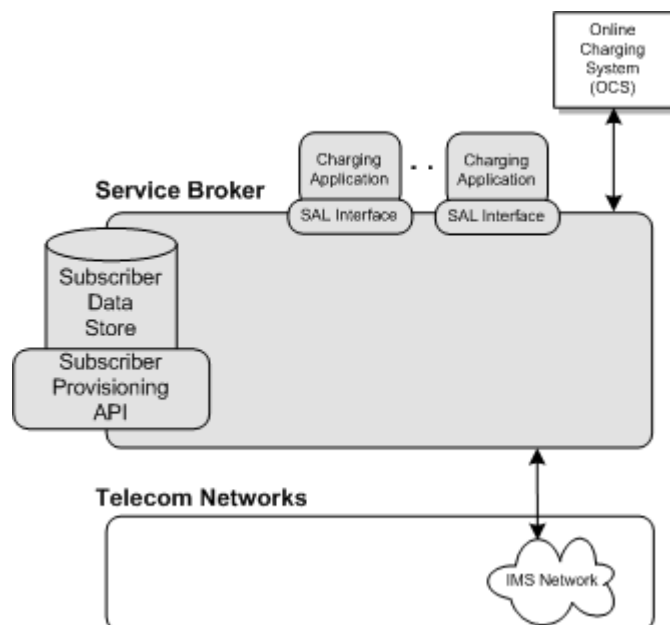 Online
Charging
System
(OCS)
Charging
Application
. .
Charging
Application
Service Broker
SAL Interface
SAL Interface
Subscriber
Data
Store
Subscriber
Provisioning
API
Telecom Networks
IMS Network